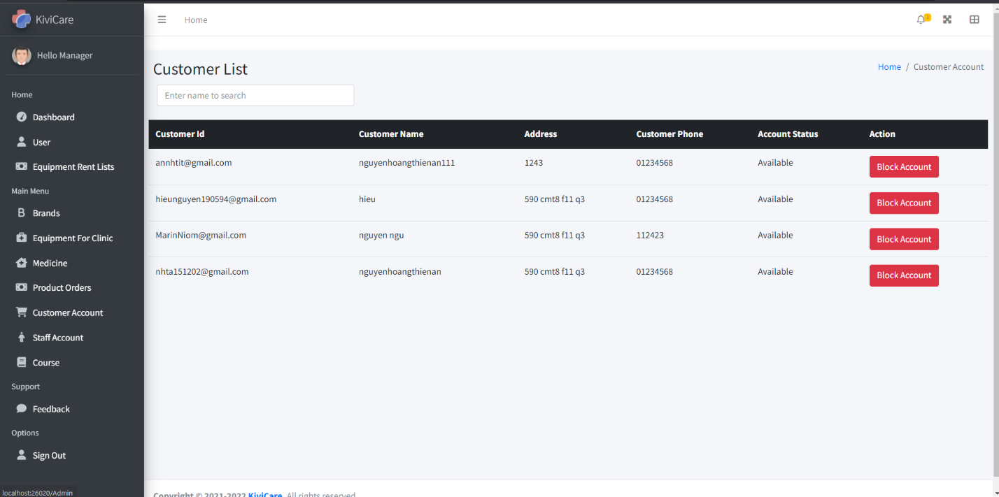 KiviCare
Home
1
Hello Manager
Customer List
Home / Customer Account
Enter name to search
Home
Dashboard
User
Equipment Rent Lists
Main Menu
Brands
Equipment For Clinic
Medicine
Product Orders
Customer Account
Staff Account
Course
Support
Feedback
Options
Sign Out
Customer Id Customer Name Address Customer Phone Account Status Action
annhtit@gmail.com nguyenhoangthienan111 1243 01234568 Available Block Account
hieunguyen190594@gmail.com hieu 590 cmt8 f11 q3 01234568 Available Block Account
MarinNiom@gmail.com nguyen ngu 590 cmt8 f11 q3 112423 Available Block Account
nhta151202@gmail.com nguyenhoangthienan 590 cmt8 f11 q3 01234568 Available Block Account
localhost:26020/Admin
Copyright © 2021-2022 KiviCare. All rights reserved